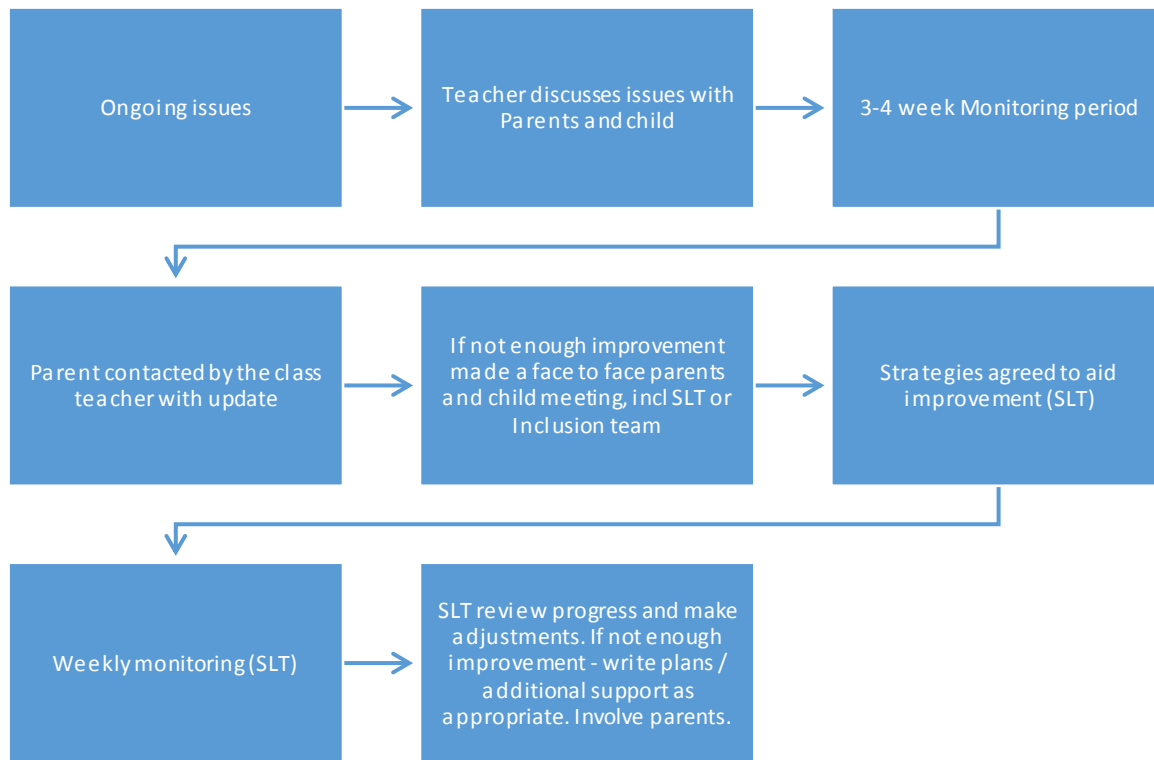 Ongoing issues
Teacher discusses issues with
Parents and child
3-4 week Monitoring period
Parent contacted by the class
teacher with update
If not enough improvement
made a face to face parents
and child meeting, incl SLT or
Inclusion team
Strategies agreed to aid
improvement (SLT)
Weekly monitoring (SLT)
SLT review progress and make
adjustments. If not enough
improvement - write plans /
additional support as
appropriate. Involve parents.